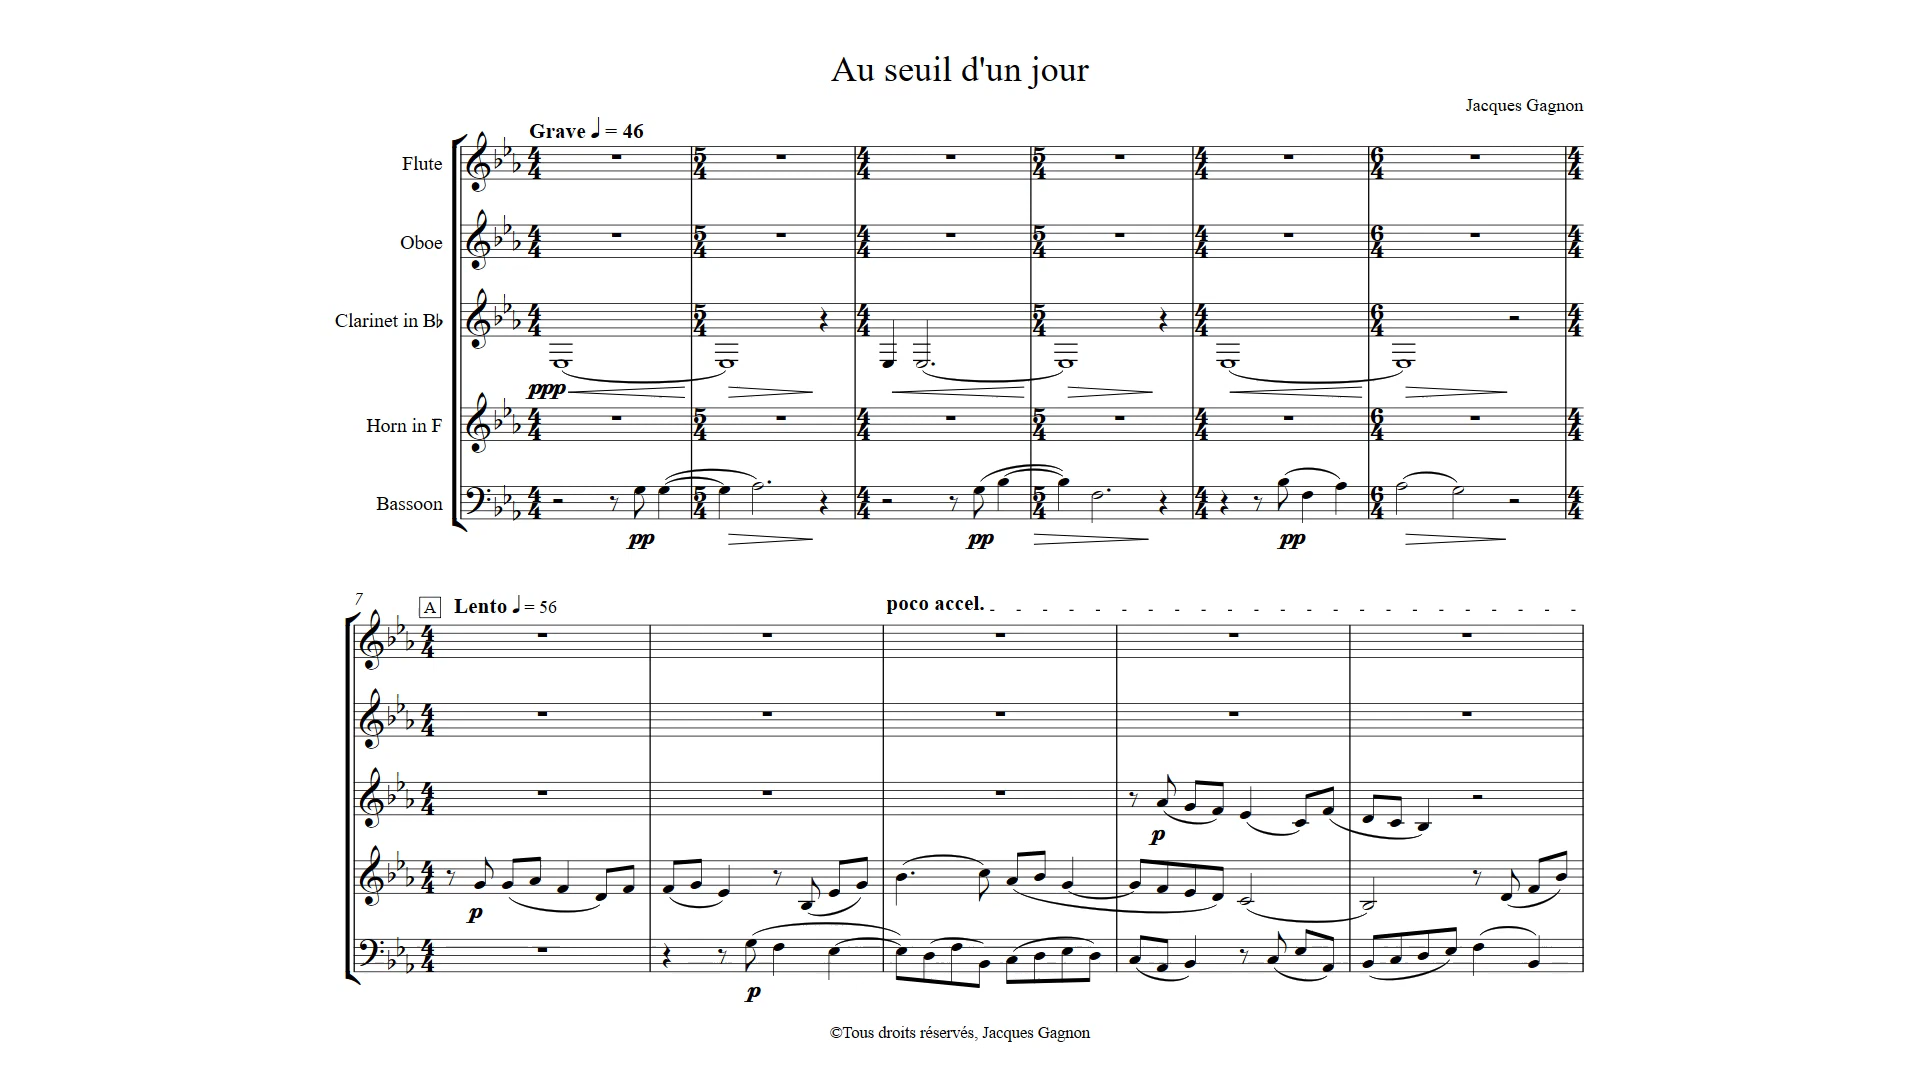 Au seuil d'un jour
Jacques Gagnon
Grave ♩ = 46
Flute
Oboe
Clarinet in B♭
ppp
Horn in F
Bassoon
pp pp pp
7
A Lento ♩ = 56 poco accel.
p
p
p
©Tous droits réservés, Jacques Gagnon